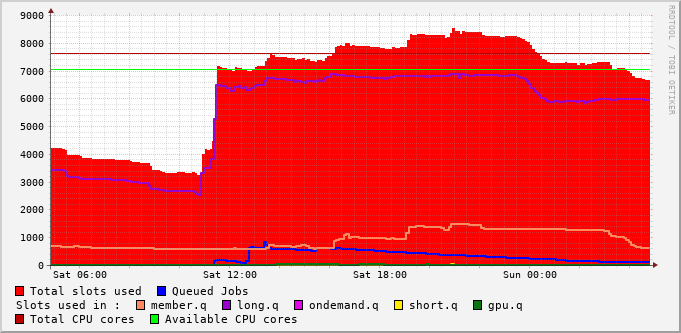 9000
8000
7000
6000
5000
4000
3000
2000
1000
0
Sat 06:00 Sat 12:00 Sat 18:00 Sun 00:00
Total slots used Queued Jobs
Slots used in : member.q long.q ondemand.q short.q gpu.q
Total CPU cores Available CPU cores
RRDTOOL / TOBI OETIKER